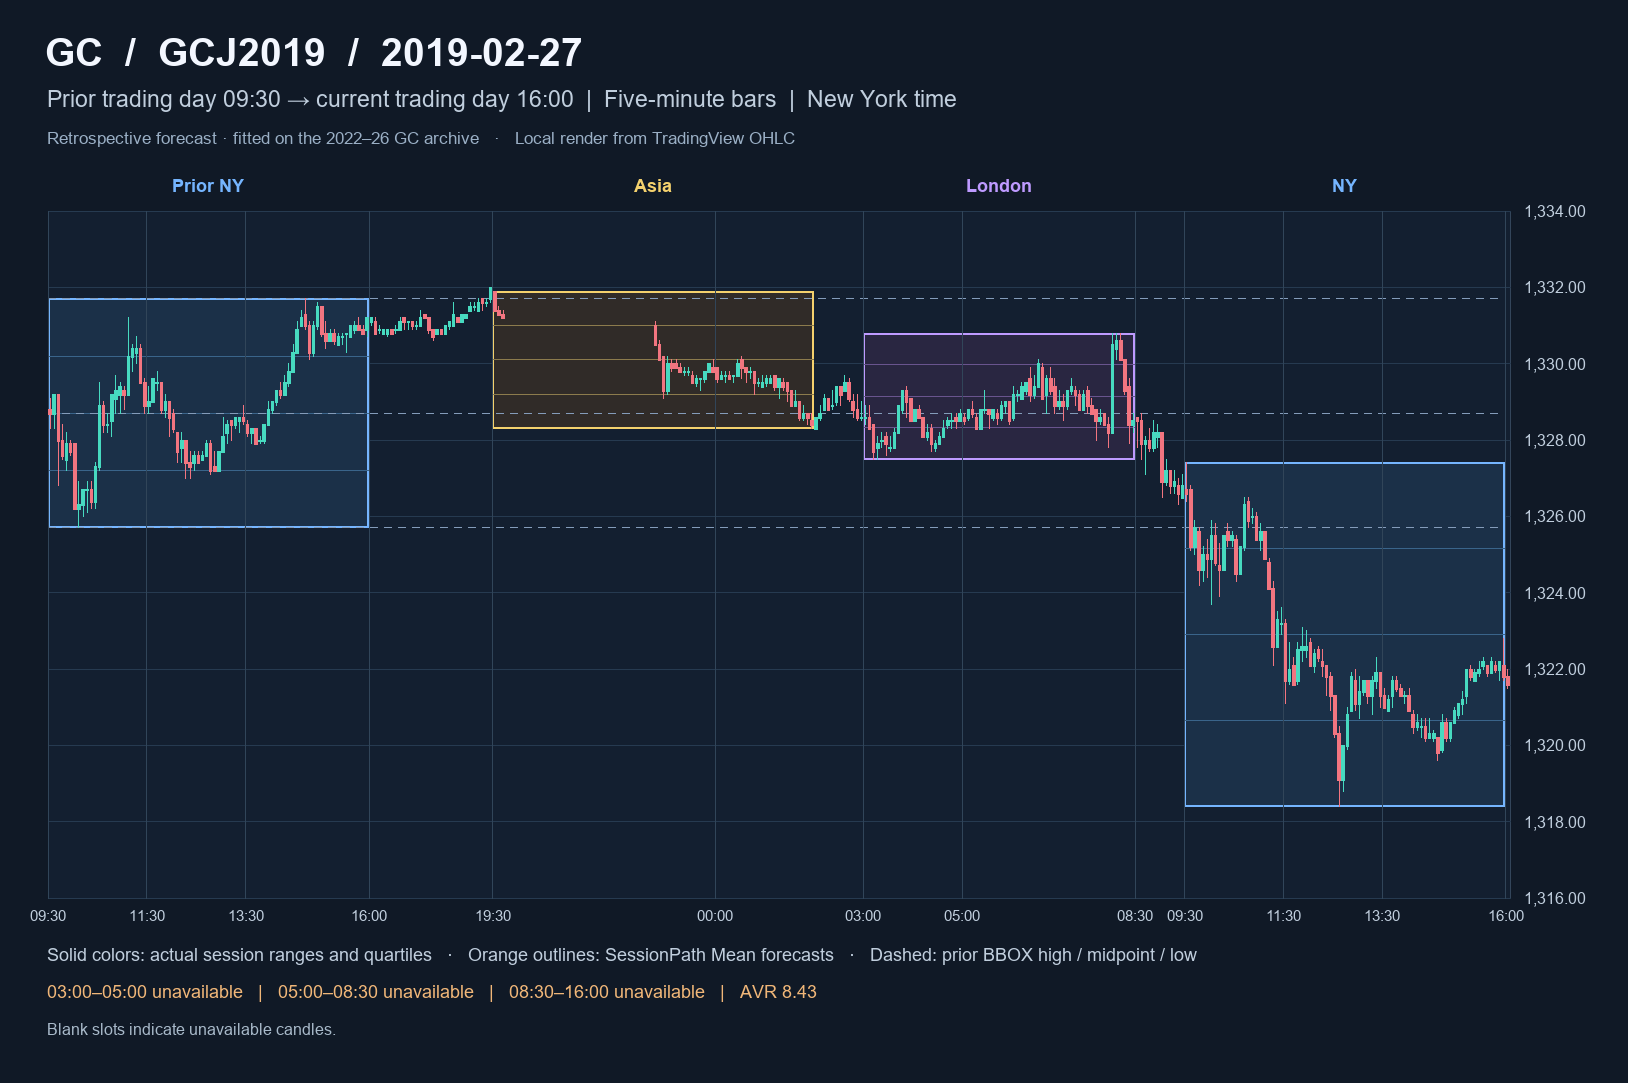 GC / GCJ2019 / 2019-02-27
Prior trading day 09:30 → current trading day 16:00 | Five-minute bars | New York time
Retrospective forecast · fitted on the 2022–26 GC archive · Local render from TradingView OHLC
Prior NY Asia London NY
1,334.00
1,332.00
1,330.00
1,328.00
1,326.00
1,324.00
1,322.00
1,320.00
1,318.00
1,316.00
09:30 11:30 13:30 16:00 19:30 00:00 03:00 05:00 08:30 09:30 11:30 13:30 16:00
Solid colors: actual session ranges and quartiles · Orange outlines: SessionPath Mean forecasts · Dashed: prior BBOX high / midpoint / low
03:00–05:00 unavailable | 05:00–08:30 unavailable | 08:30–16:00 unavailable | AVR 8.43
Blank slots indicate unavailable candles.